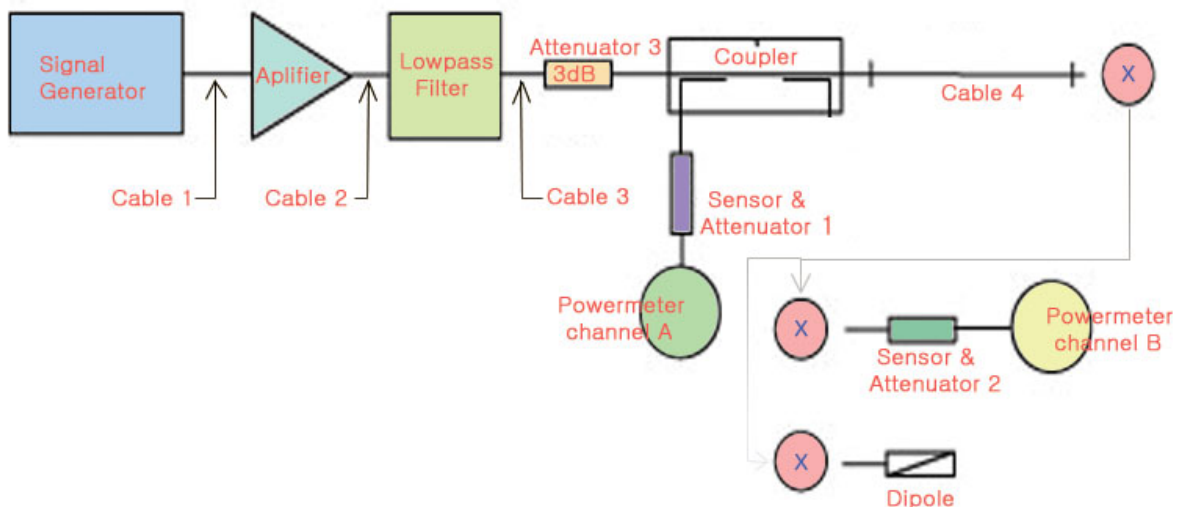 Signal
Generator
Aplifier
Lowpass
Filter
Attenuator 3
3dB
Coupler
Cable 4
X
Cable 1
Cable 2
Cable 3
Sensor &
Attenuator 1
Powermeter
channel A
X
Sensor &
Attenuator 2
Powermeter
channel B
X
Dipole